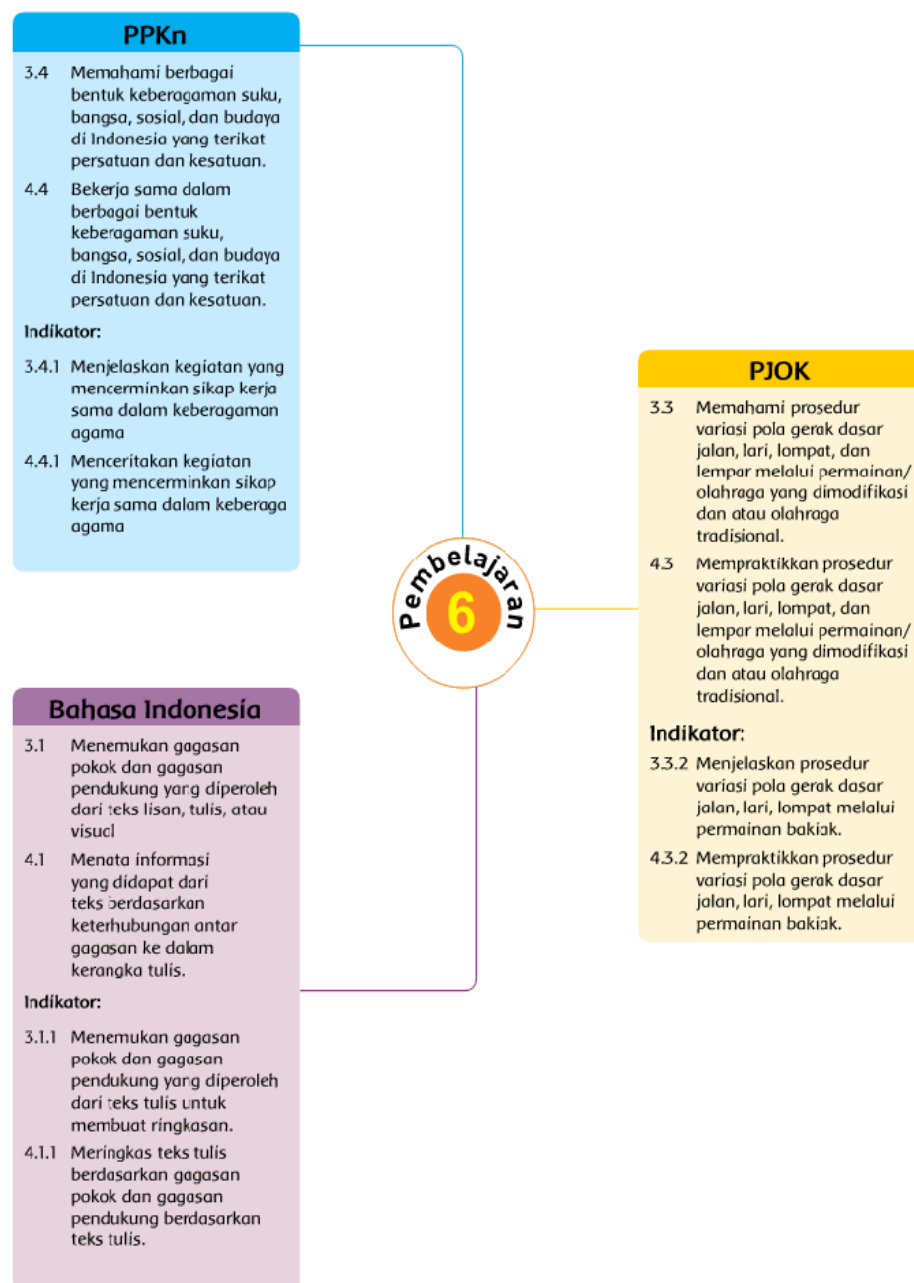 PPKn
3.4 Memahami berbagai
bentuk keberagaman suku,
bangsa, sosial, dan budaya
di Indonesia yang terikat
persatuan dan kesatuan.
4.4 Bekerja sama dalam
berbagai bentuk
keberagaman suku,
bangsa, sosial, dan budaya
di Indonesia yang terikat
persatuan dan kesatuan.
Indikator:
3.4.1 Menjelaskan kegiatan yang
mencerminkan sikap kerja
sama dalam keberagaman
agama
4.4.1 Menceritakan kegiatan
yang mencerminkan sikap
kerja sama dalam keberaga
agama
PJOK
3.3 Memahami prosedur
variasi pola gerak dasar
jalan, lari, lompat, dan
lempar melalui permainan/
olahraga yang dimodifikasi
dan atau olahraga
tradisional.
4.3 Mempraktikkan prosedur
variasi pola gerak dasar
jalan, lari, lompat, dan
lempar melalui permainan/
olahraga yang dimodifikasi
dan atau olahraga
tradisional.
Indikator:
3.3.2 Menjelaskan prosedur
variasi pola gerak dasar
jalan, lari, lompat melalui
permainan bakiak.
4.3.2 Mempraktikkan prosedur
variasi pola gerak dasar
jalan, lari, lompat melalui
permainan bakiak.
Pembelajaran
6
Bahasa Indonesia
3.1 Menemukan gagasan
pokok dan gagasan
pendukung yang diperoleh
dari teks lisan, tulis, atau
visual
4.1 Menata informasi
yang didapat dari
teks berdasarkan
keterhubungan antar
gagasan ke dalam
kerangka tulis.
Indikator:
3.1.1 Menemukan gagasan
pokok dan gagasan
pendukung yang diperoleh
dari teks tulis untuk
membuat ringkasan.
4.1.1 Meringkas teks tulis
berdasarkan gagasan
pokok dan gagasan
pendukung berdasarkan
teks tulis.